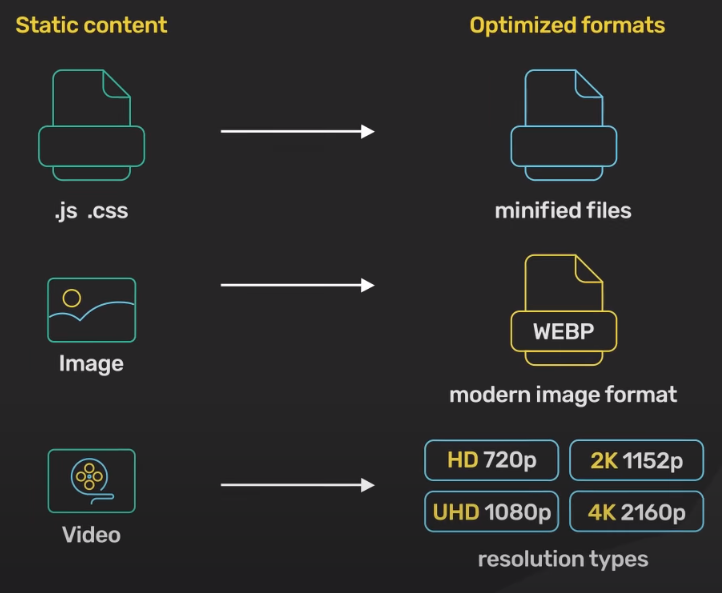 Static content
Optimized formats
.js .css
minified files
Image
WEBP
modern image format
Video
HD 720p
2K 1152p
UHD 1080p
4K 2160p
resolution types